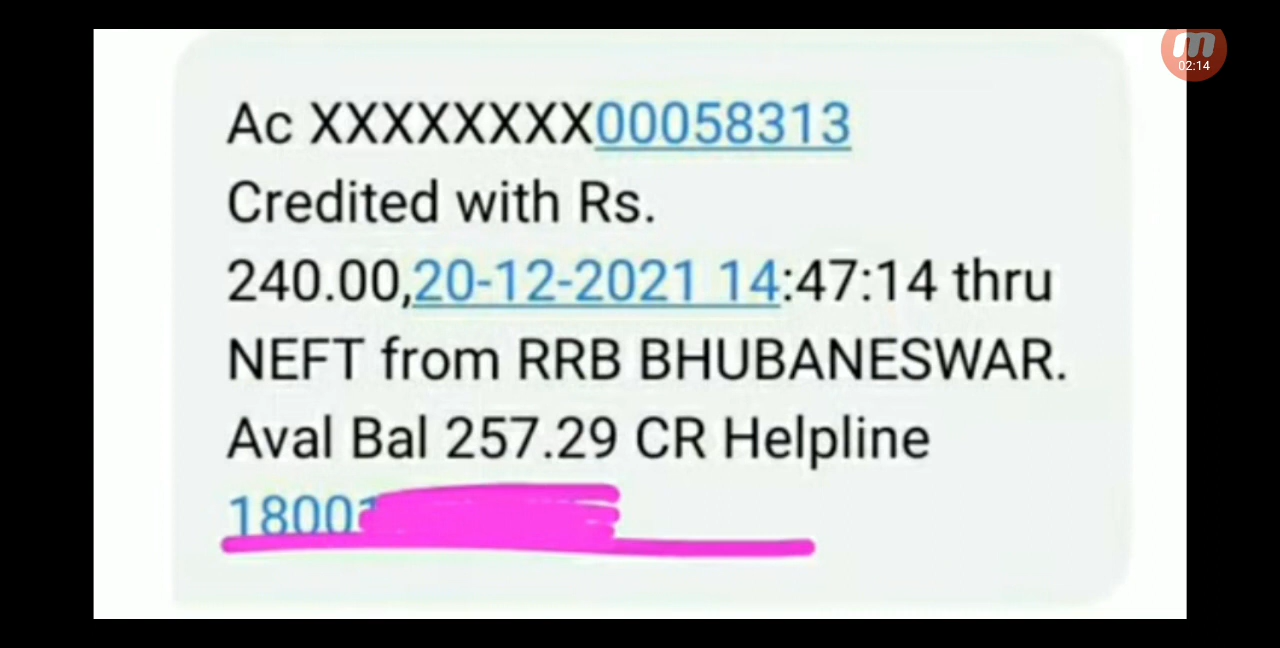 Ac XXXXXXXX00058313
Credited with Rs.
240.00,20-12-2021 14:47:14 thru
NEFT from RRB BHUBANESWAR.
Aval Bal 257.29 CR Helpline
02:14